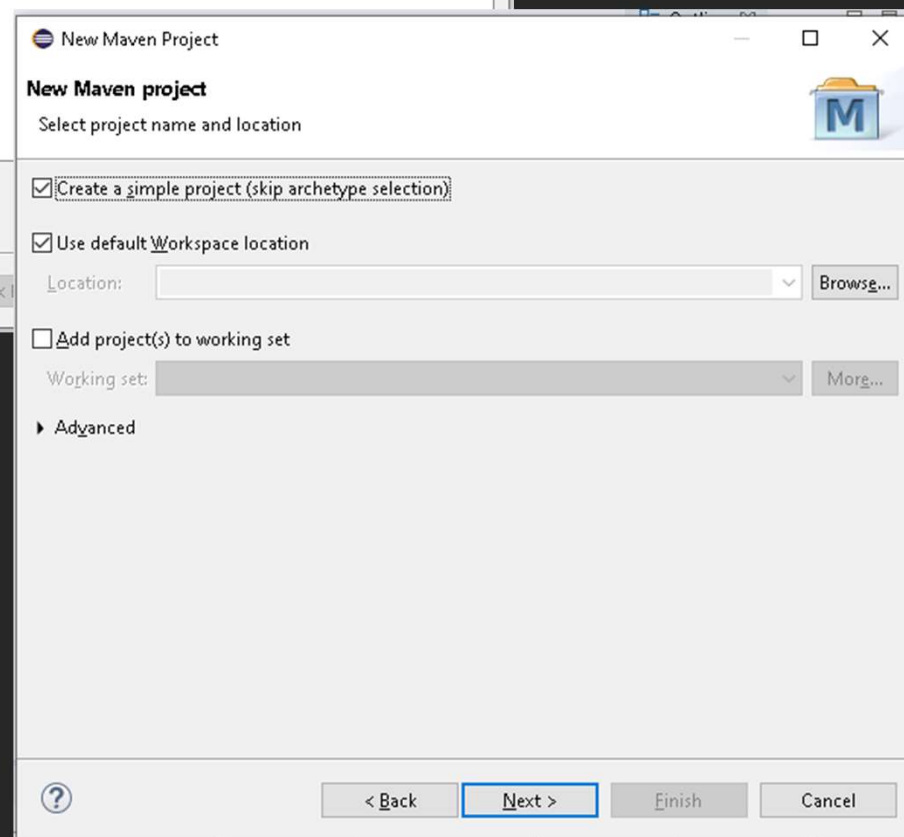 New Maven Project
New Maven project
Select project name and location
M
Create a simple project (skip archetype selection)
Use default Workspace location
Location:
Browse...
Add project(s) to working set
Working set:
More...
Advanced
?
< Back
Next >
Finish
Cancel